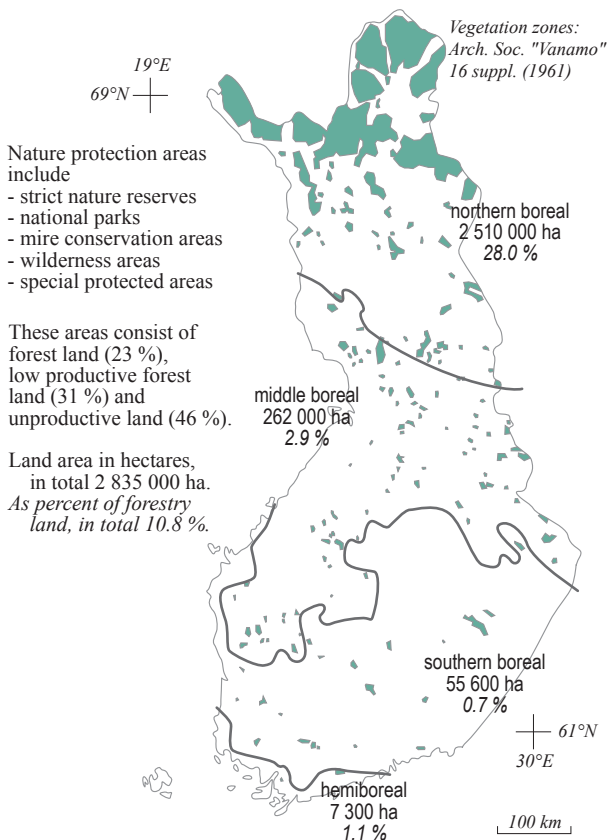 Vegetation zones:
Arch. Soc. "Vanamo"
16 suppl. (1961)
19°E
69°N
Nature protection areas
include
- strict nature reserves
- national parks
- mire conservation areas
- wilderness areas
- special protected areas
northern boreal
2 510 000 ha
28.0 %
These areas consist of
forest land (23 %),
low productive forest
land (31 %) and
unproductive land (46 %).
middle boreal
262 000 ha
2.9 %
Land area in hectares,
in total 2 835 000 ha.
As percent of forestry
land, in total 10.8 %.
southern boreal
55 600 ha
0.7 %
61°N
30°E
hemiboreal
7 300 ha
1.1 %
100 km